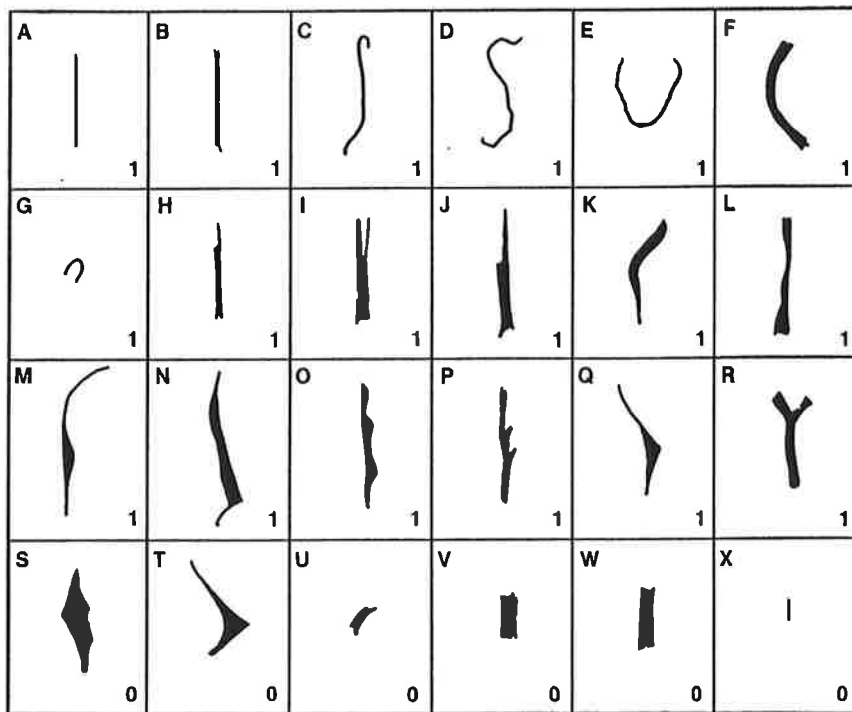 A B C D E F
1 1 1 1 1 1
G H I J K L
1 1 1 1 1 1
M N O P Q R
1 1 1 1 1 1
S T U V W X
0 0 0 0 0 0